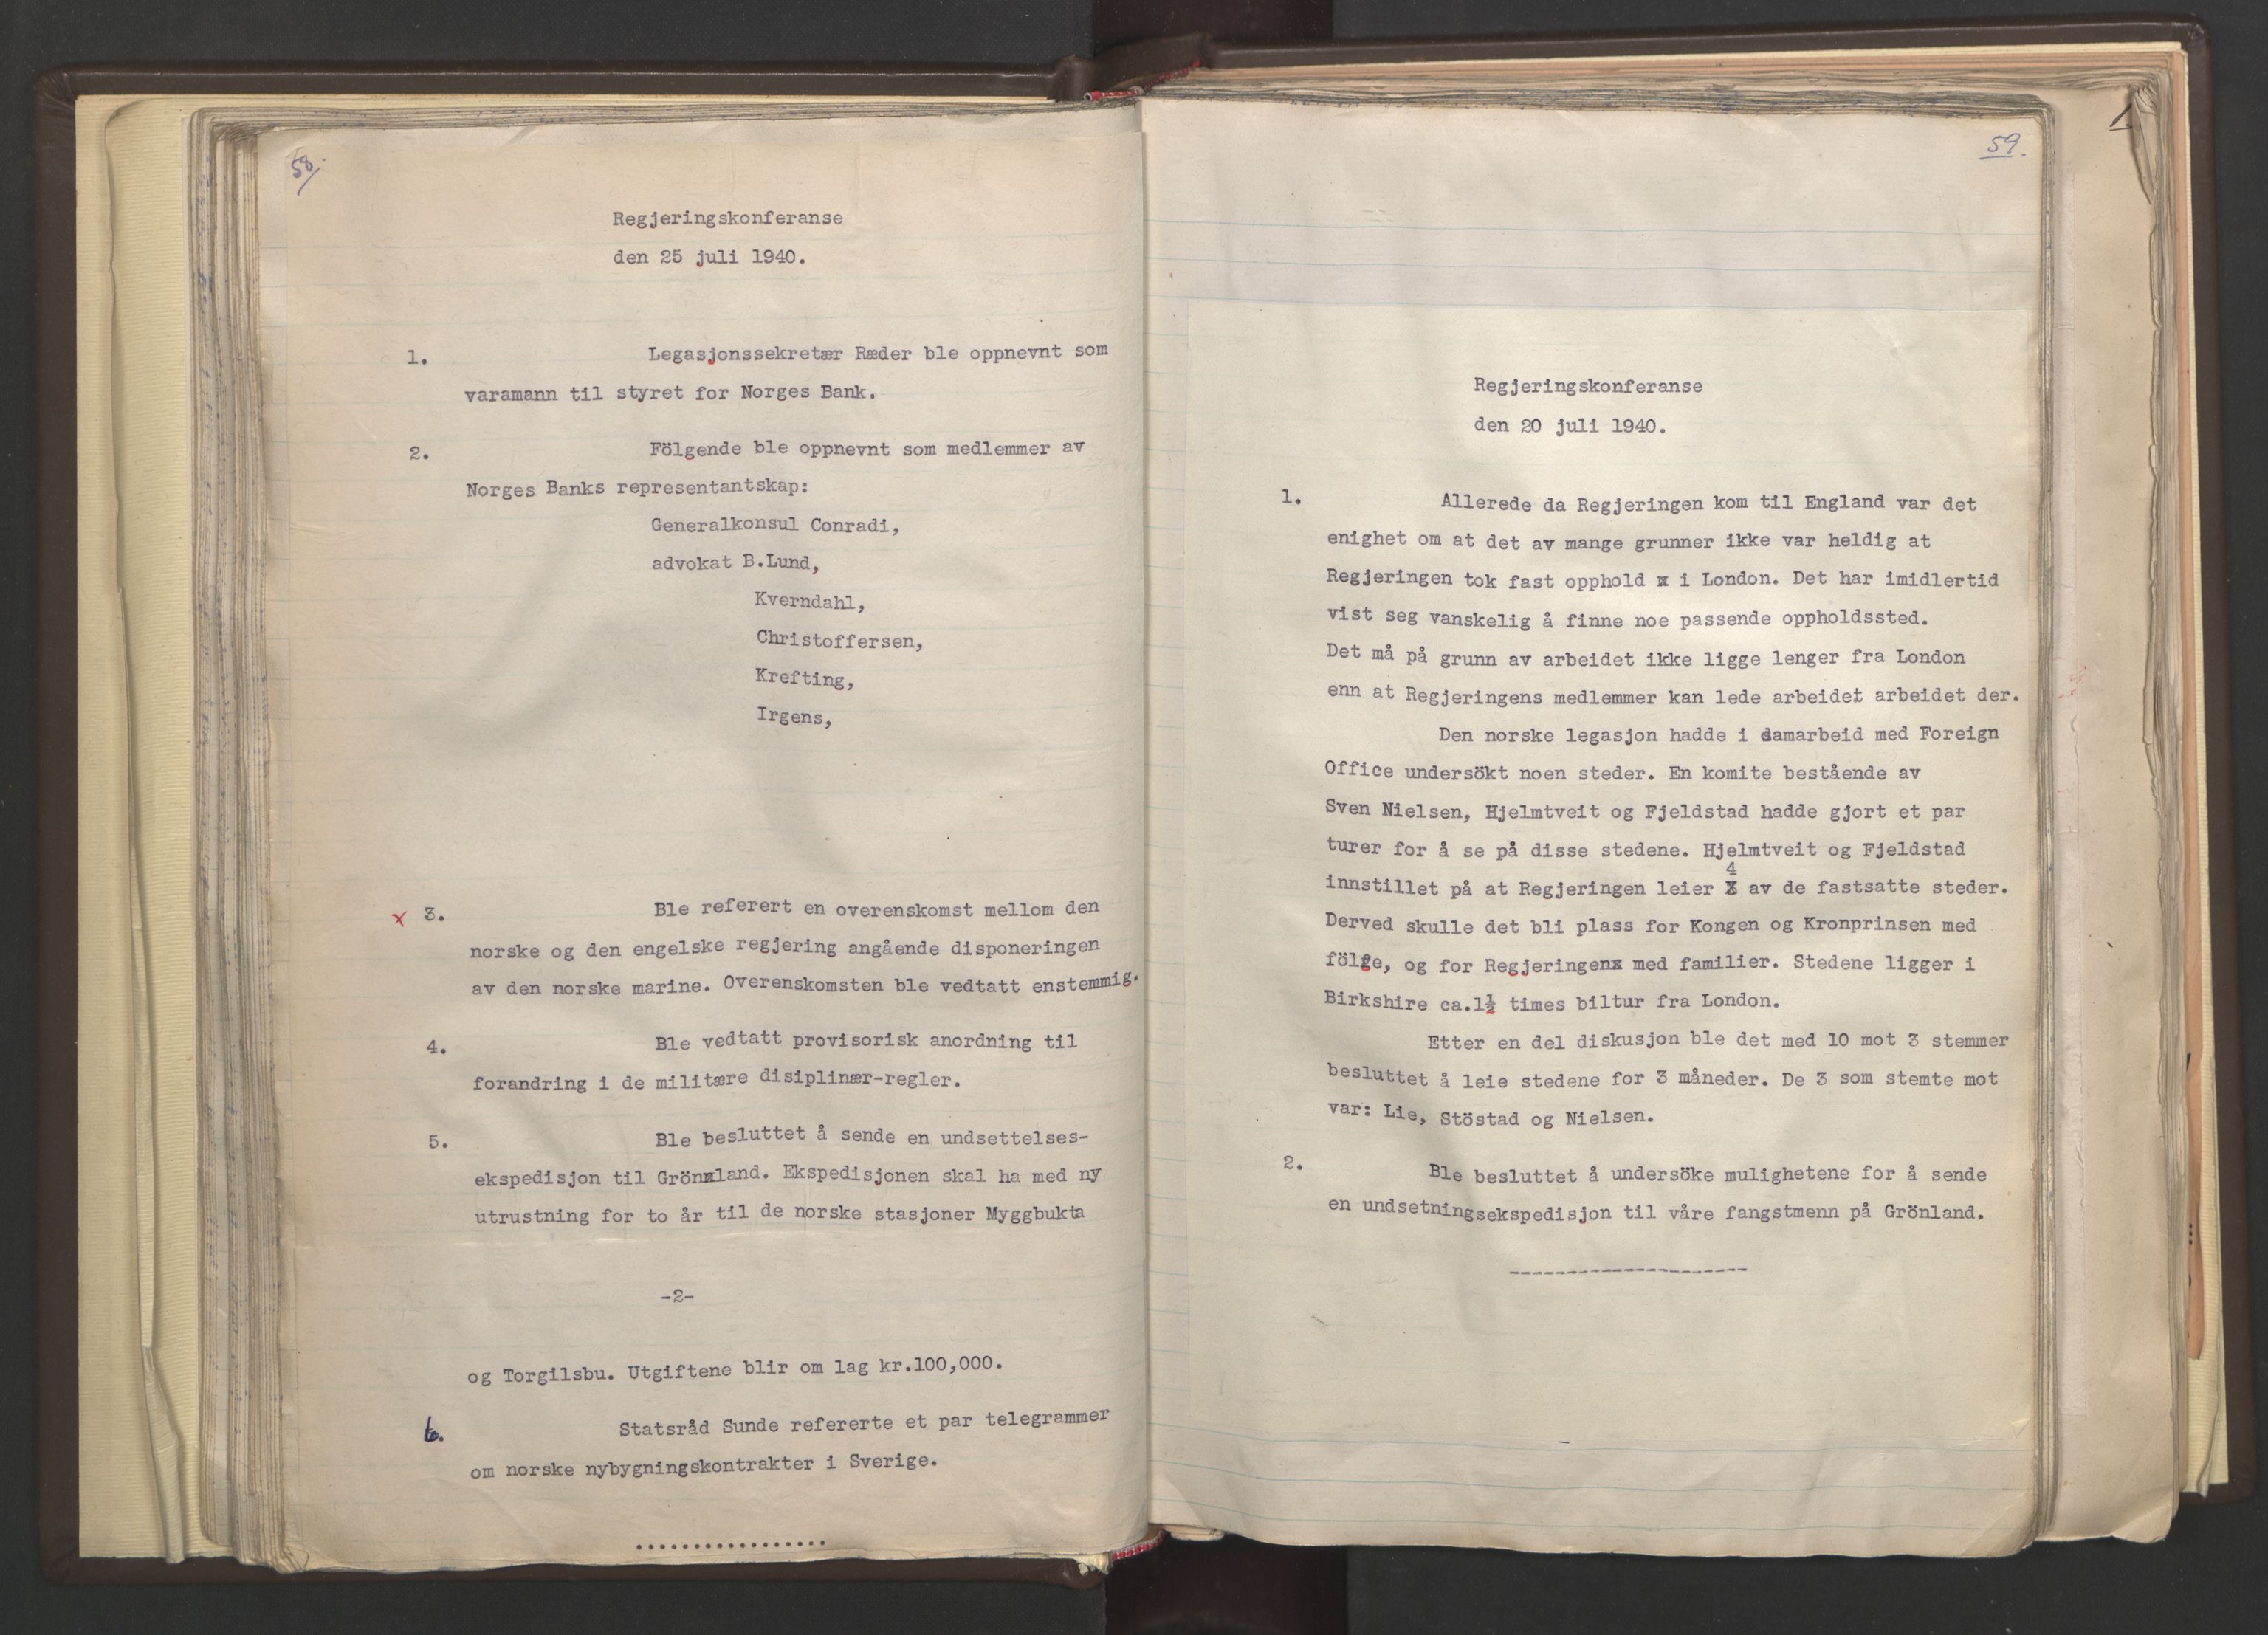 58.
Regjeringskonferanse
den 25 juli 1940.
1. Legasjonssekretær Ræder ble oppnevnt som
varamann til styret for Norges Bank.
2. Fölgende ble oppnevnt som medlemmer av
Norges Banks representantskap:
Generalkonsul Conradi,
advokat B.Lund,
Kverndahl,
Christoffersen,
Krefting,
Irgens,
x 3. Ble referert en overenskomst mellom den
norske og den engelske regjering angående disponeringen
av den norske marine. Overenskomsten ble vedtatt enstemmig.
4. Ble vedtatt provisorisk anordning til
forandring i de militære disiplinær-regler.
5. Ble besluttet å sende en undsettelses-
ekspedisjon til Grönxland. Ekspedisjonen skal ha med ny
utrustning for to år til de norske stasjoner Myggbukta
-2-
og Torgilsbu. Utgiftene blir om lag kr.100,000.
6. Statsråd Sunde refererte et par telegrammer
om norske nybygningskontrakter i Sverige.
.................
59.
Regjeringskonferanse
den 20 juli 1940.
1. Allerede da Regjeringen kom til England var det
enighet om at det av mange grunner ikke var heldig at
Regjeringen tok fast opphold x i London. Det har imidlertid
vist seg vanskelig å finne noe passende oppholdssted.
Det må på grunn av arbeidet ikke ligge lenger fra London
enn at Regjeringens medlemmer kan lede arbeidet arbeidet der.
Den norske legasjon hadde i samarbeid med Foreign
Office undersökt noen steder. En komite bestående av
Sven Nielsen, Hjelmtveit og Fjeldstad hadde gjort et par
turer for å se på disse stedene. Hjelmtveit og Fjeldstad
4
innstillet på at Regjeringen leier 3 av de fastsatte steder.
Derved skulle det bli plass for Kongen og Kronprinsen med
fölge, og for Regjeringenx med familier. Stedene ligger i
Birkshire ca.1½ times biltur fra London.
Etter en del diskusjon ble det med 10 mot 3 stemmer
besluttet å leie stedene for 3 måneder. De 3 som stemte mot
var: Lie, Stöstad og Nielsen.
2. Ble besluttet å undersöke mulighetene for å sende
en undsetningsekspedisjon til våre fangstmenn på Grönland.
---------------------
1